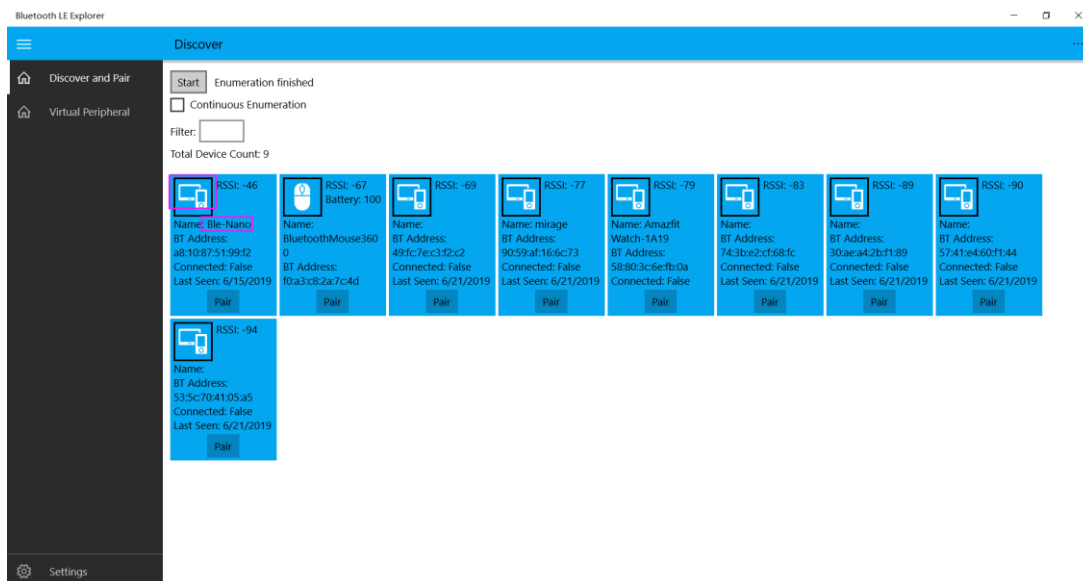 Bluetooth LE Explorer
Discover
Discover and Pair
Virtual Peripheral
Start Enumeration finished
Continuous Enumeration
Filter:
Total Device Count: 9
RSSI: -46
Name: Ble-Nano
BT Address:
a8:10:87:51:99:f2
Connected: False
Last Seen: 6/15/2019
Pair
RSSI: -67
Battery: 100
Name:
BluetoothMouse360
0
BT Address:
f0:a3:c8:2a:7c:4d
Pair
RSSI: -69
Name:
BT Address:
49:fc:7e:c3:f2:c2
Connected: False
Last Seen: 6/21/2019
Pair
RSSI: -77
Name: mirage
BT Address:
90:59:af:16:6c:73
Connected: False
Last Seen: 6/21/2019
Pair
RSSI: -79
Name: Amazfit
Watch-1A19
BT Address:
58:80:3c:6e:fb:0a
Connected: False
Pair
RSSI: -83
Name:
BT Address:
74:3b:e2:cf:68:fc
Connected: False
Last Seen: 6/21/2019
Pair
RSSI: -89
Name:
BT Address:
30:ae:a4:2b:f1:89
Connected: False
Last Seen: 6/21/2019
Pair
RSSI: -90
Name:
BT Address:
57:41:e4:60:f1:44
Connected: False
Last Seen: 6/21/2019
Pair
RSSI: -94
Name:
BT Address:
53:5c:70:41:05:a5
Connected: False
Last Seen: 6/21/2019
Pair
Settings